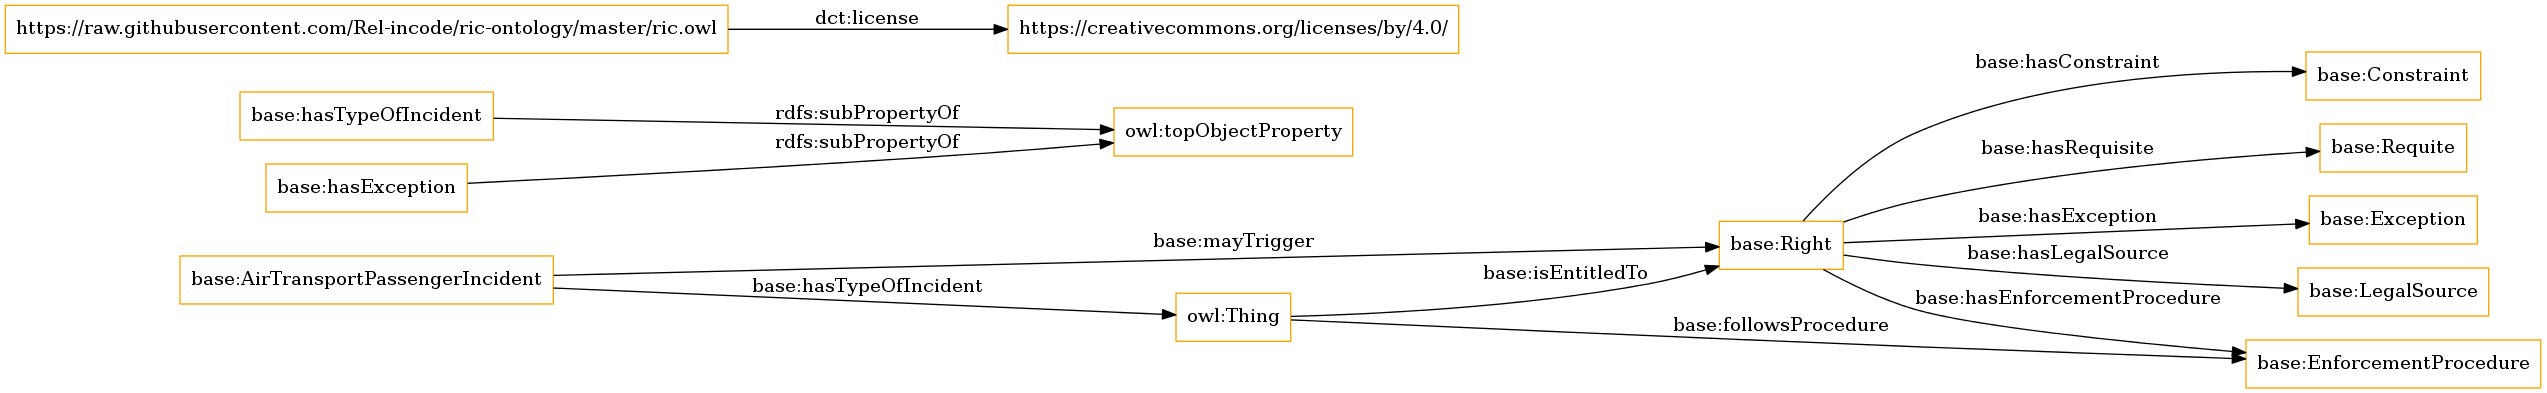 https://raw.githubusercontent.com/Rel-incode/ric-ontology/master/ric.owl
dct:license
https://creativecommons.org/licenses/by/4.0/
base:hasTypeOfIncident
rdfs:subPropertyOf
owl:topObjectProperty
base:hasException
rdfs:subPropertyOf
base:AirTransportPassengerIncident
base:mayTrigger
base:hasTypeOfIncident
owl:Thing
base:isEntitledTo
base:followsProcedure
base:Right
base:hasConstraint
base:Constraint
base:hasRequisite
base:Requite
base:hasException
base:Exception
base:hasLegalSource
base:LegalSource
base:hasEnforcementProcedure
base:EnforcementProcedure